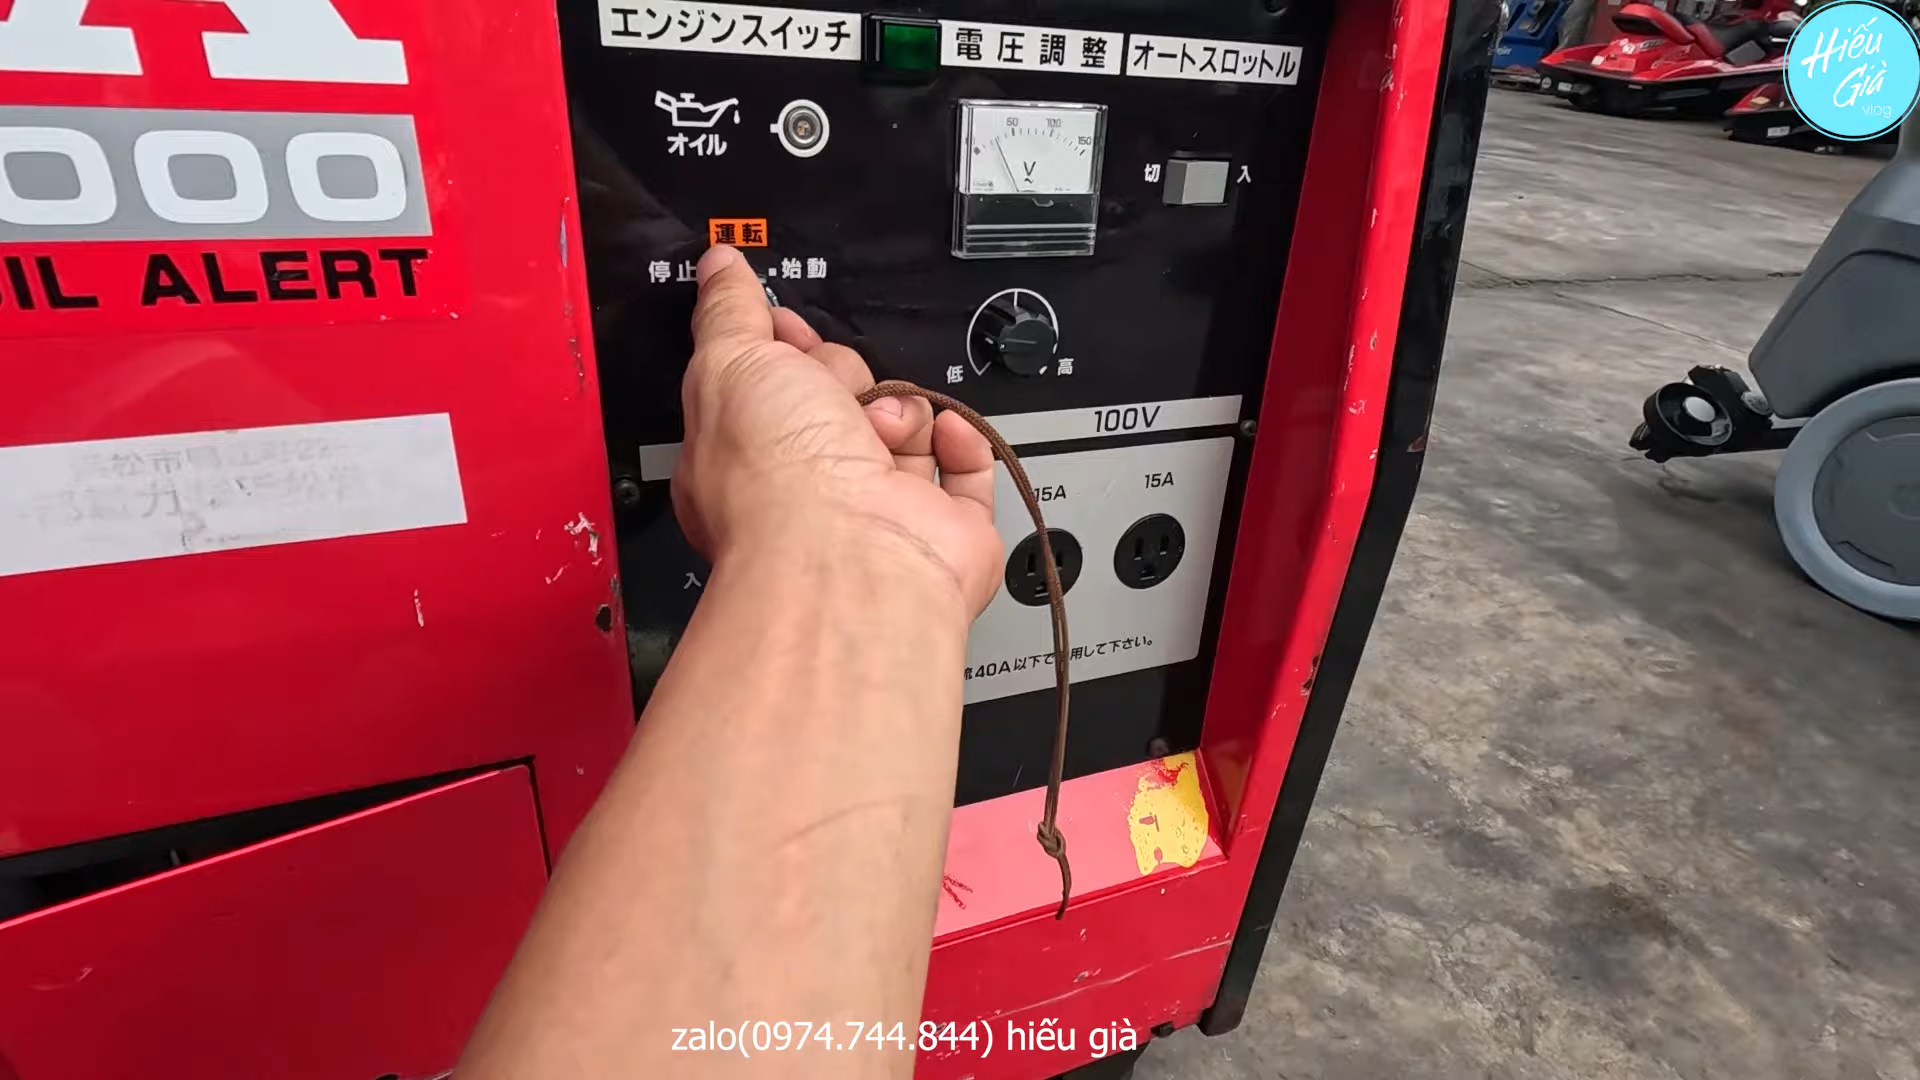 エンジンスイッチ
電圧調整
オートスロットル
Hiếu
Già
vlog
オイル
50
100
150
V
切
入
000
運転
停止
始動
OIL ALERT
低
高
100V
15A
15A
入
流40A以下で使用して下さい。
zalo(0974.744.844) hiếu già